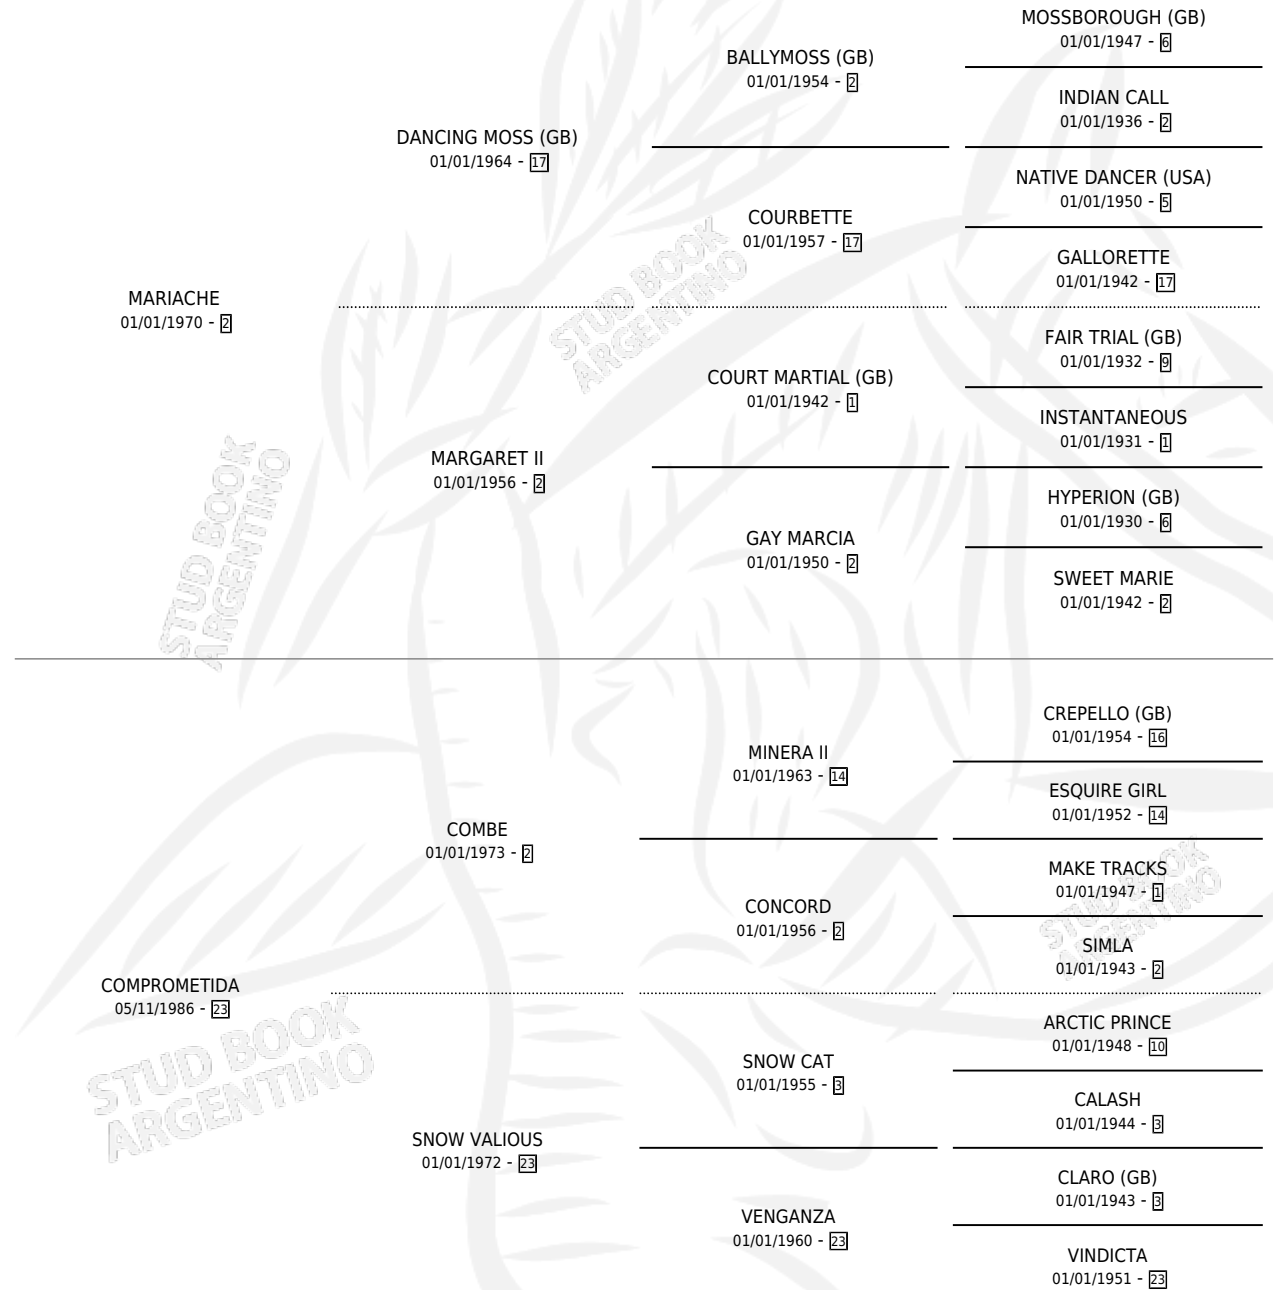 MARIACHE
01/01/1970 - 2
DANCING MOSS (GB)
01/01/1964 - 17
BALLYMOSS (GB)
01/01/1954 - 2
MOSSBOROUGH (GB)
01/01/1947 - 6
INDIAN CALL
01/01/1936 - 2
COURBETTE
01/01/1957 - 17
NATIVE DANCER (USA)
01/01/1950 - 5
GALLORETTE
01/01/1942 - 17
MARGARET II
01/01/1956 - 2
COURT MARTIAL (GB)
01/01/1942 - 1
FAIR TRIAL (GB)
01/01/1932 - 9
INSTANTANEOUS
01/01/1931 - 1
GAY MARCIA
01/01/1950 - 2
HYPERION (GB)
01/01/1930 - 6
SWEET MARIE
01/01/1942 - 2
COMPROMETIDA
05/11/1986 - 23
COMBE
01/01/1973 - 2
MINERA II
01/01/1963 - 14
CREPELLO (GB)
01/01/1954 - 16
ESQUIRE GIRL
01/01/1952 - 14
CONCORD
01/01/1956 - 2
MAKE TRACKS
01/01/1947 - 1
SIMLA
01/01/1943 - 2
SNOW VALIOUS
01/01/1972 - 23
SNOW CAT
01/01/1955 - 3
ARCTIC PRINCE
01/01/1948 - 10
CALASH
01/01/1944 - 3
VENGANZA
01/01/1960 - 23
CLARO (GB)
01/01/1943 - 3
VINDICTA
01/01/1951 - 23
STUD BOOK
ARGENTINO
STUD BOOK
ARGENTINO
STUD BOOK
ARGENTINO
STUD BOOK
ARGENTINO